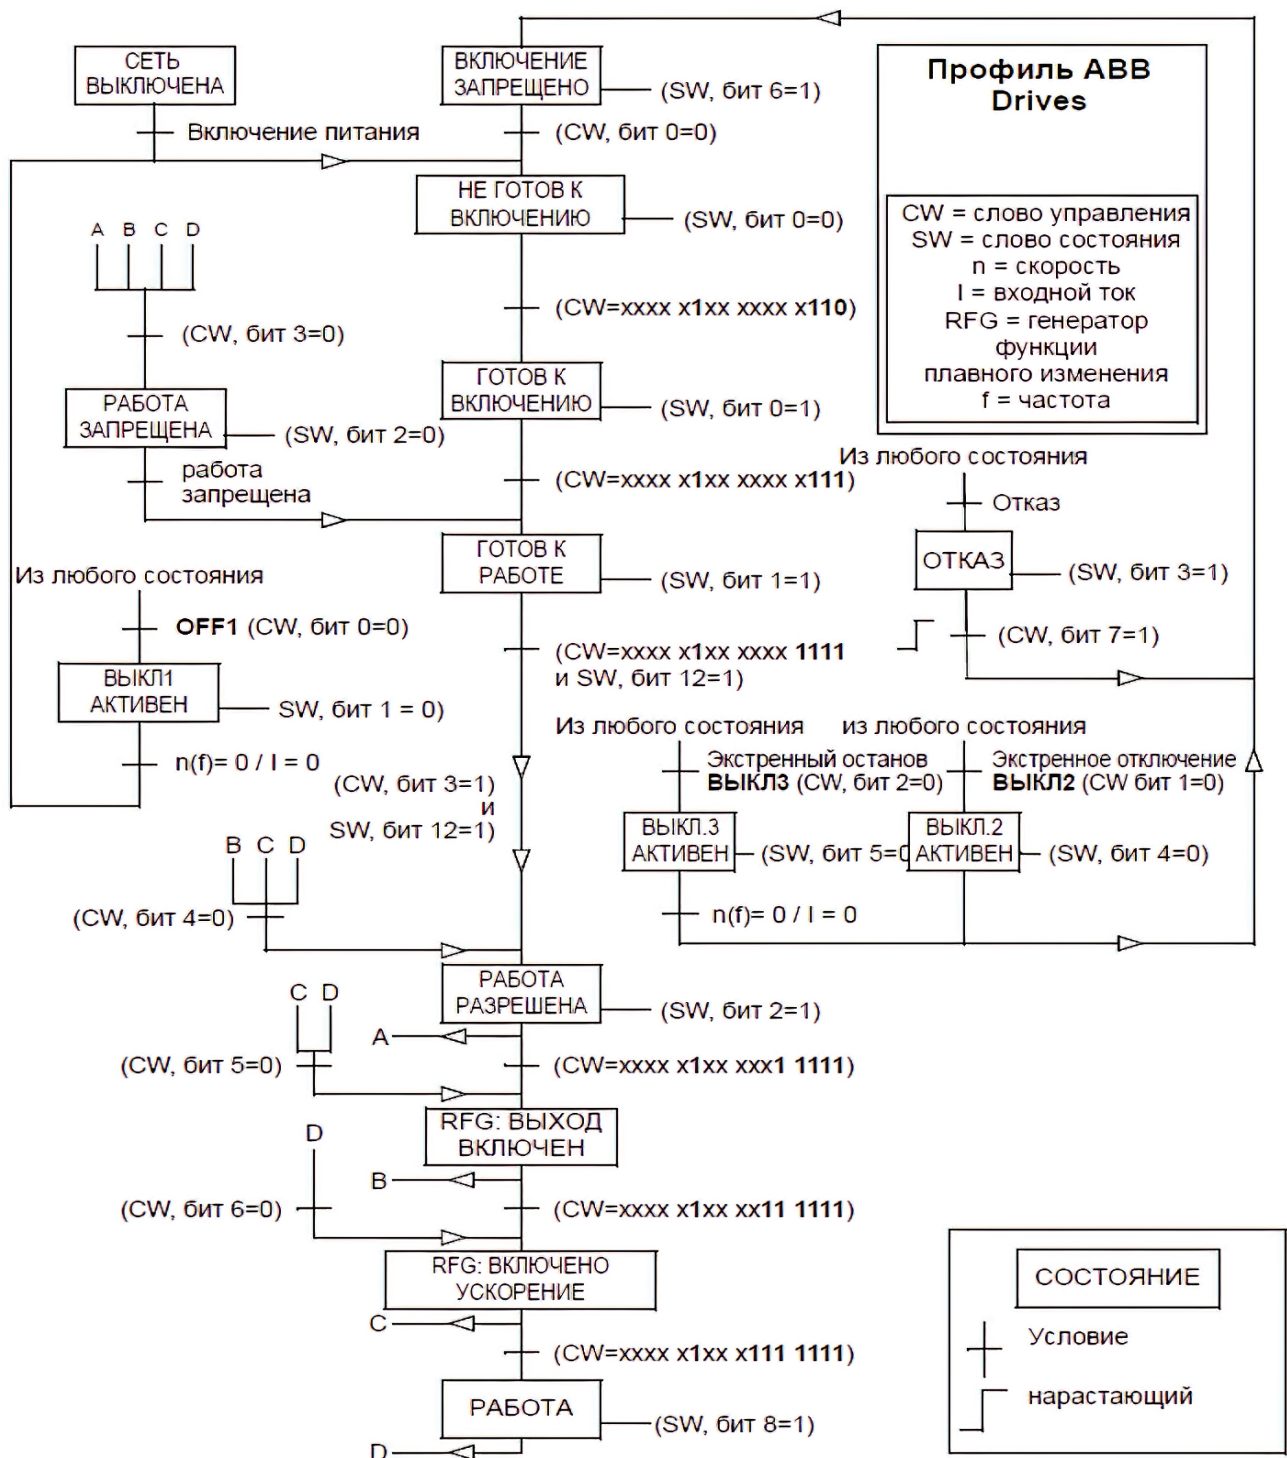 СЕТЬ
ВЫКЛЮЧЕНА
Включение питания
ВКЛЮЧЕНИЕ
ЗАПРЕЩЕНО
(SW, бит 6=1)
(CW, бит 0=0)
НЕ ГОТОВ К
ВКЛЮЧЕНИЮ
(SW, бит 0=0)
Профиль ABB
Drives
CW = слово управления
SW = слово состояния
n = скорость
I = входной ток
RFG = генератор
функции
плавного изменения
f = частота
A B C D
(CW, бит 3=0)
(CW=xxxx x1xx xxxx x110)
ГОТОВ К
ВКЛЮЧЕНИЮ
(SW, бит 0=1)
РАБОТА
ЗАПРЕЩЕНА
(SW, бит 2=0)
работа
запрещена
(CW=xxxx x1xx xxxx x111)
ГОТОВ К
РАБОТЕ
(SW, бит 1=1)
Из любого состояния
Отказ
ОТКАЗ
(SW, бит 3=1)
(CW, бит 7=1)
Из любого состояния
OFF1 (CW, бит 0=0)
ВЫКЛ1
АКТИВЕН
SW, бит 1 = 0)
n(f)= 0 / I = 0
(CW=xxxx x1xx xxxx 1111
и SW, бит 12=1)
(CW, бит 3=1)
и
SW, бит 12=1)
Из любого состояния
Экстренный останов
ВЫКЛ3 (CW, бит 2=0)
ВЫКЛ.3
АКТИВЕН
(SW, бит 5=0
n(f)= 0 / I = 0
из любого состояния
Экстренное отключение
ВЫКЛ2 (CW бит 1=0)
ВЫКЛ.2
АКТИВЕН
(SW, бит 4=0)
B C D
(CW, бит 4=0)
РАБОТА
РАЗРЕШЕНА
(SW, бит 2=1)
A
C D
(CW, бит 5=0)
(CW=xxxx x1xx xxx1 1111)
RFG: ВЫХОД
ВКЛЮЧЕН
D
B
(CW, бит 6=0)
(CW=xxxx x1xx xx11 1111)
RFG: ВКЛЮЧЕНО
УСКОРЕНИЕ
C
(CW=xxxx x1xx x111 1111)
РАБОТА
(SW, бит 8=1)
D
СОСТОЯНИЕ
Условие
нарастающий